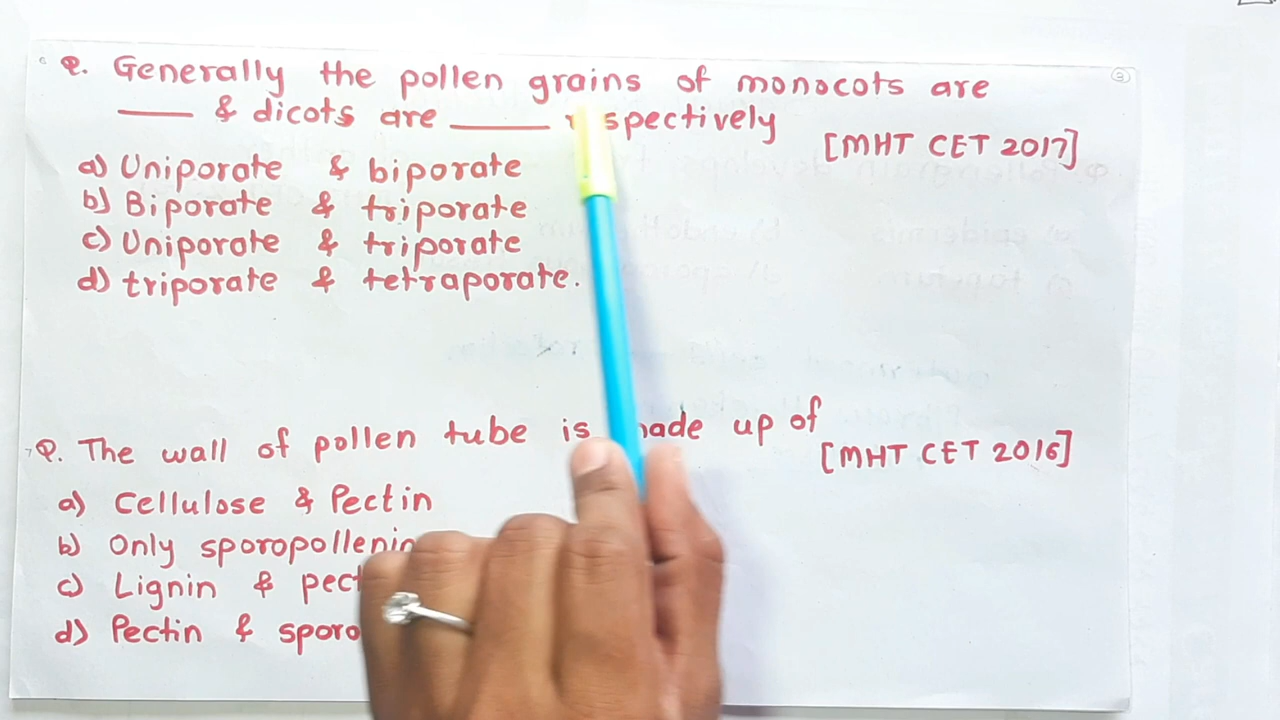 Q. Generally the pollen grains of monocots are
____ & dicots are ____ respectively
[MHT CET 2017]
a) Uniporate & biporate
b) Biporate & triporate
c) Uniporate & triporate
d) triporate & tetraporate.
Q. The wall of pollen tube is made up of
[MHT CET 2016]
a) Cellulose & Pectin
b) Only sporopollenin
c) Lignin & pect
d) Pectin & sporo